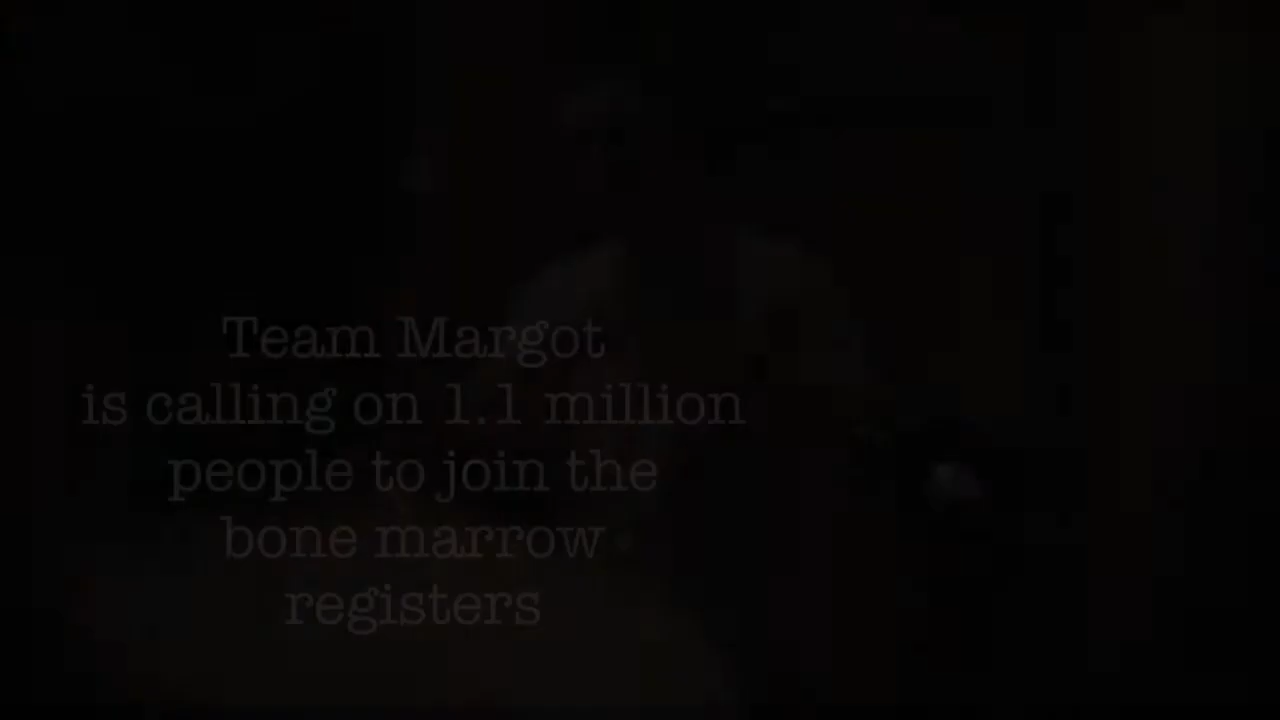 Team Margot
is calling on 1.1 million
people to join the
bone marrow
registers